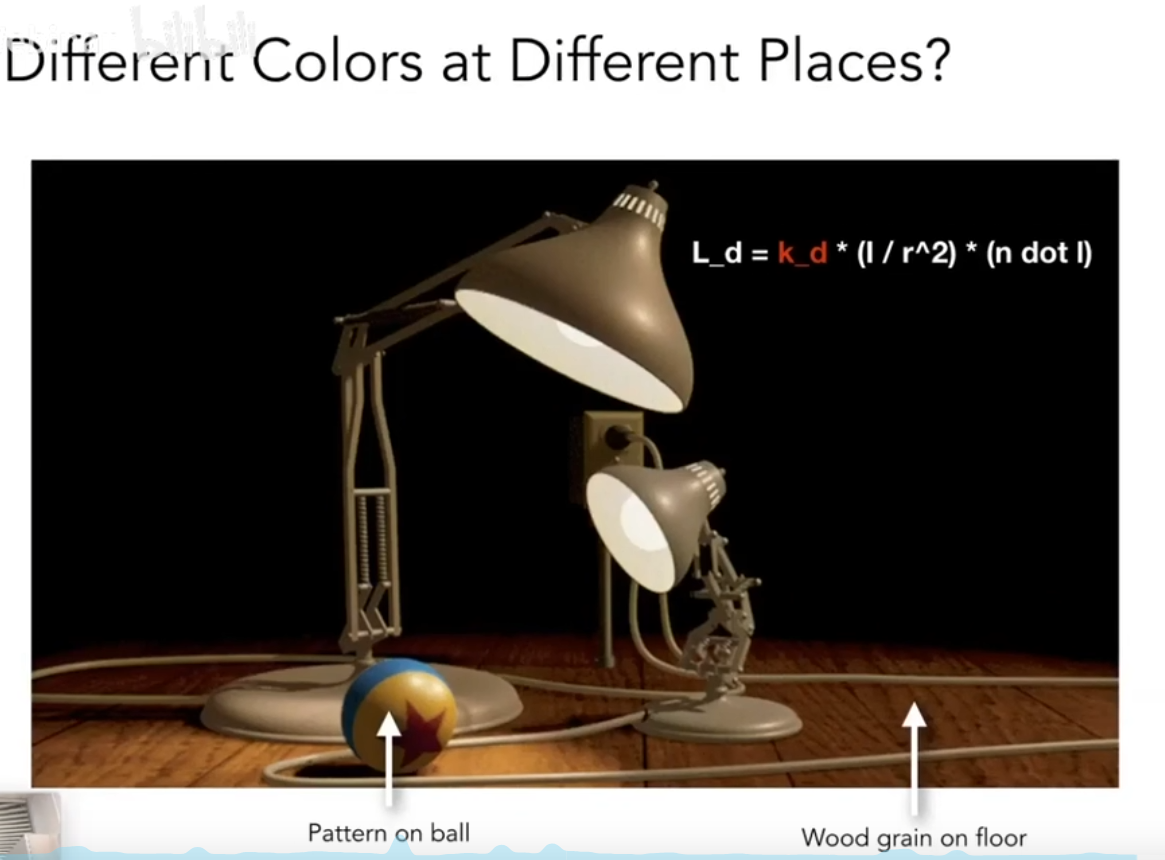 Different Colors at Different Places?
L_d = k_d * (I / r^2) * (n dot l)
Pattern on ball
Wood grain on floor